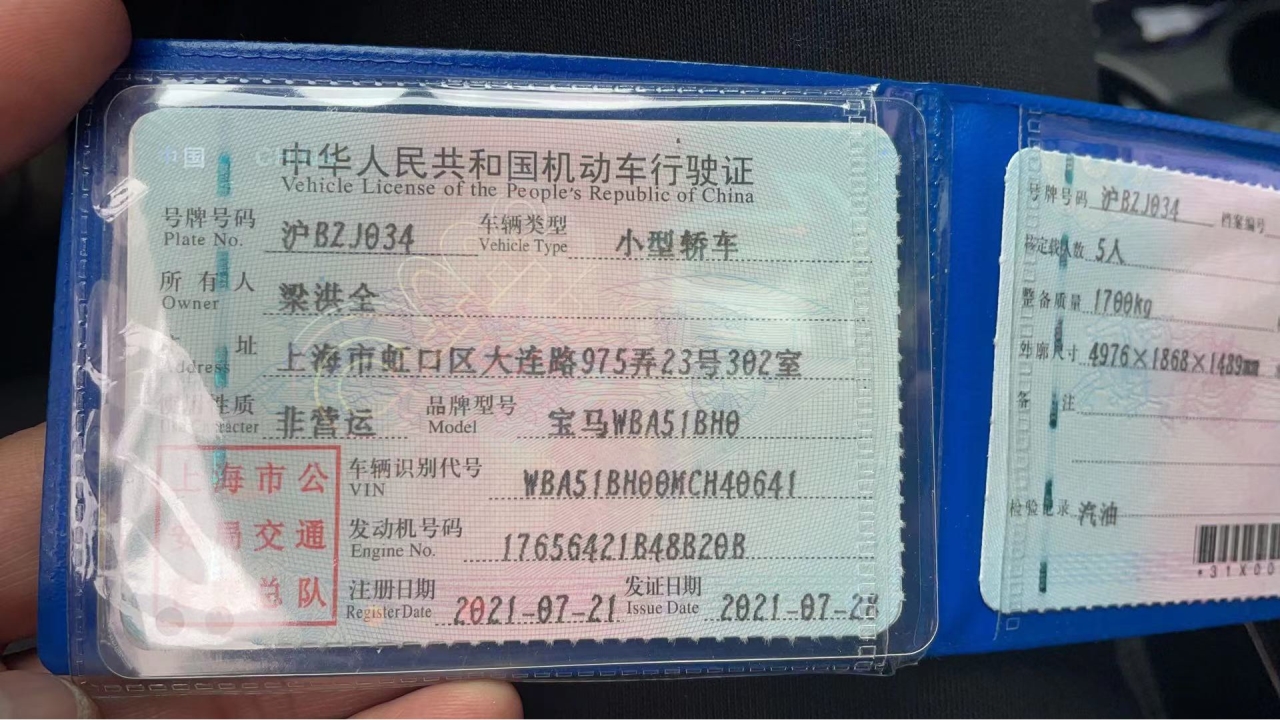 中国
中华人民共和国机动车行驶证
Vehicle License of the People's Republic of China
号牌号码 沪BZJ034 车辆类型 小型轿车
Plate No. Vehicle Type
所有人 梁洪全
Owner
址 上海市虹口区大连路975弄23号302室
Address
性质 非营运 品牌型号 宝马WBA51BH0
Model
上海市公
车辆识别代号 WBA51BH00MCH40641
VIN
局交通
发动机号码 17656421B48B20B
Engine No.
总队
注册日期 2021-07-21 发证日期 2021-07-28
Register Date Issue Date
号牌号码 沪BZJ034 档案编号
核定载人数 5人
整备质量 1700kg
外廓尺寸 4976×1868×1489mm
备注
检验记录 汽油
*31X00